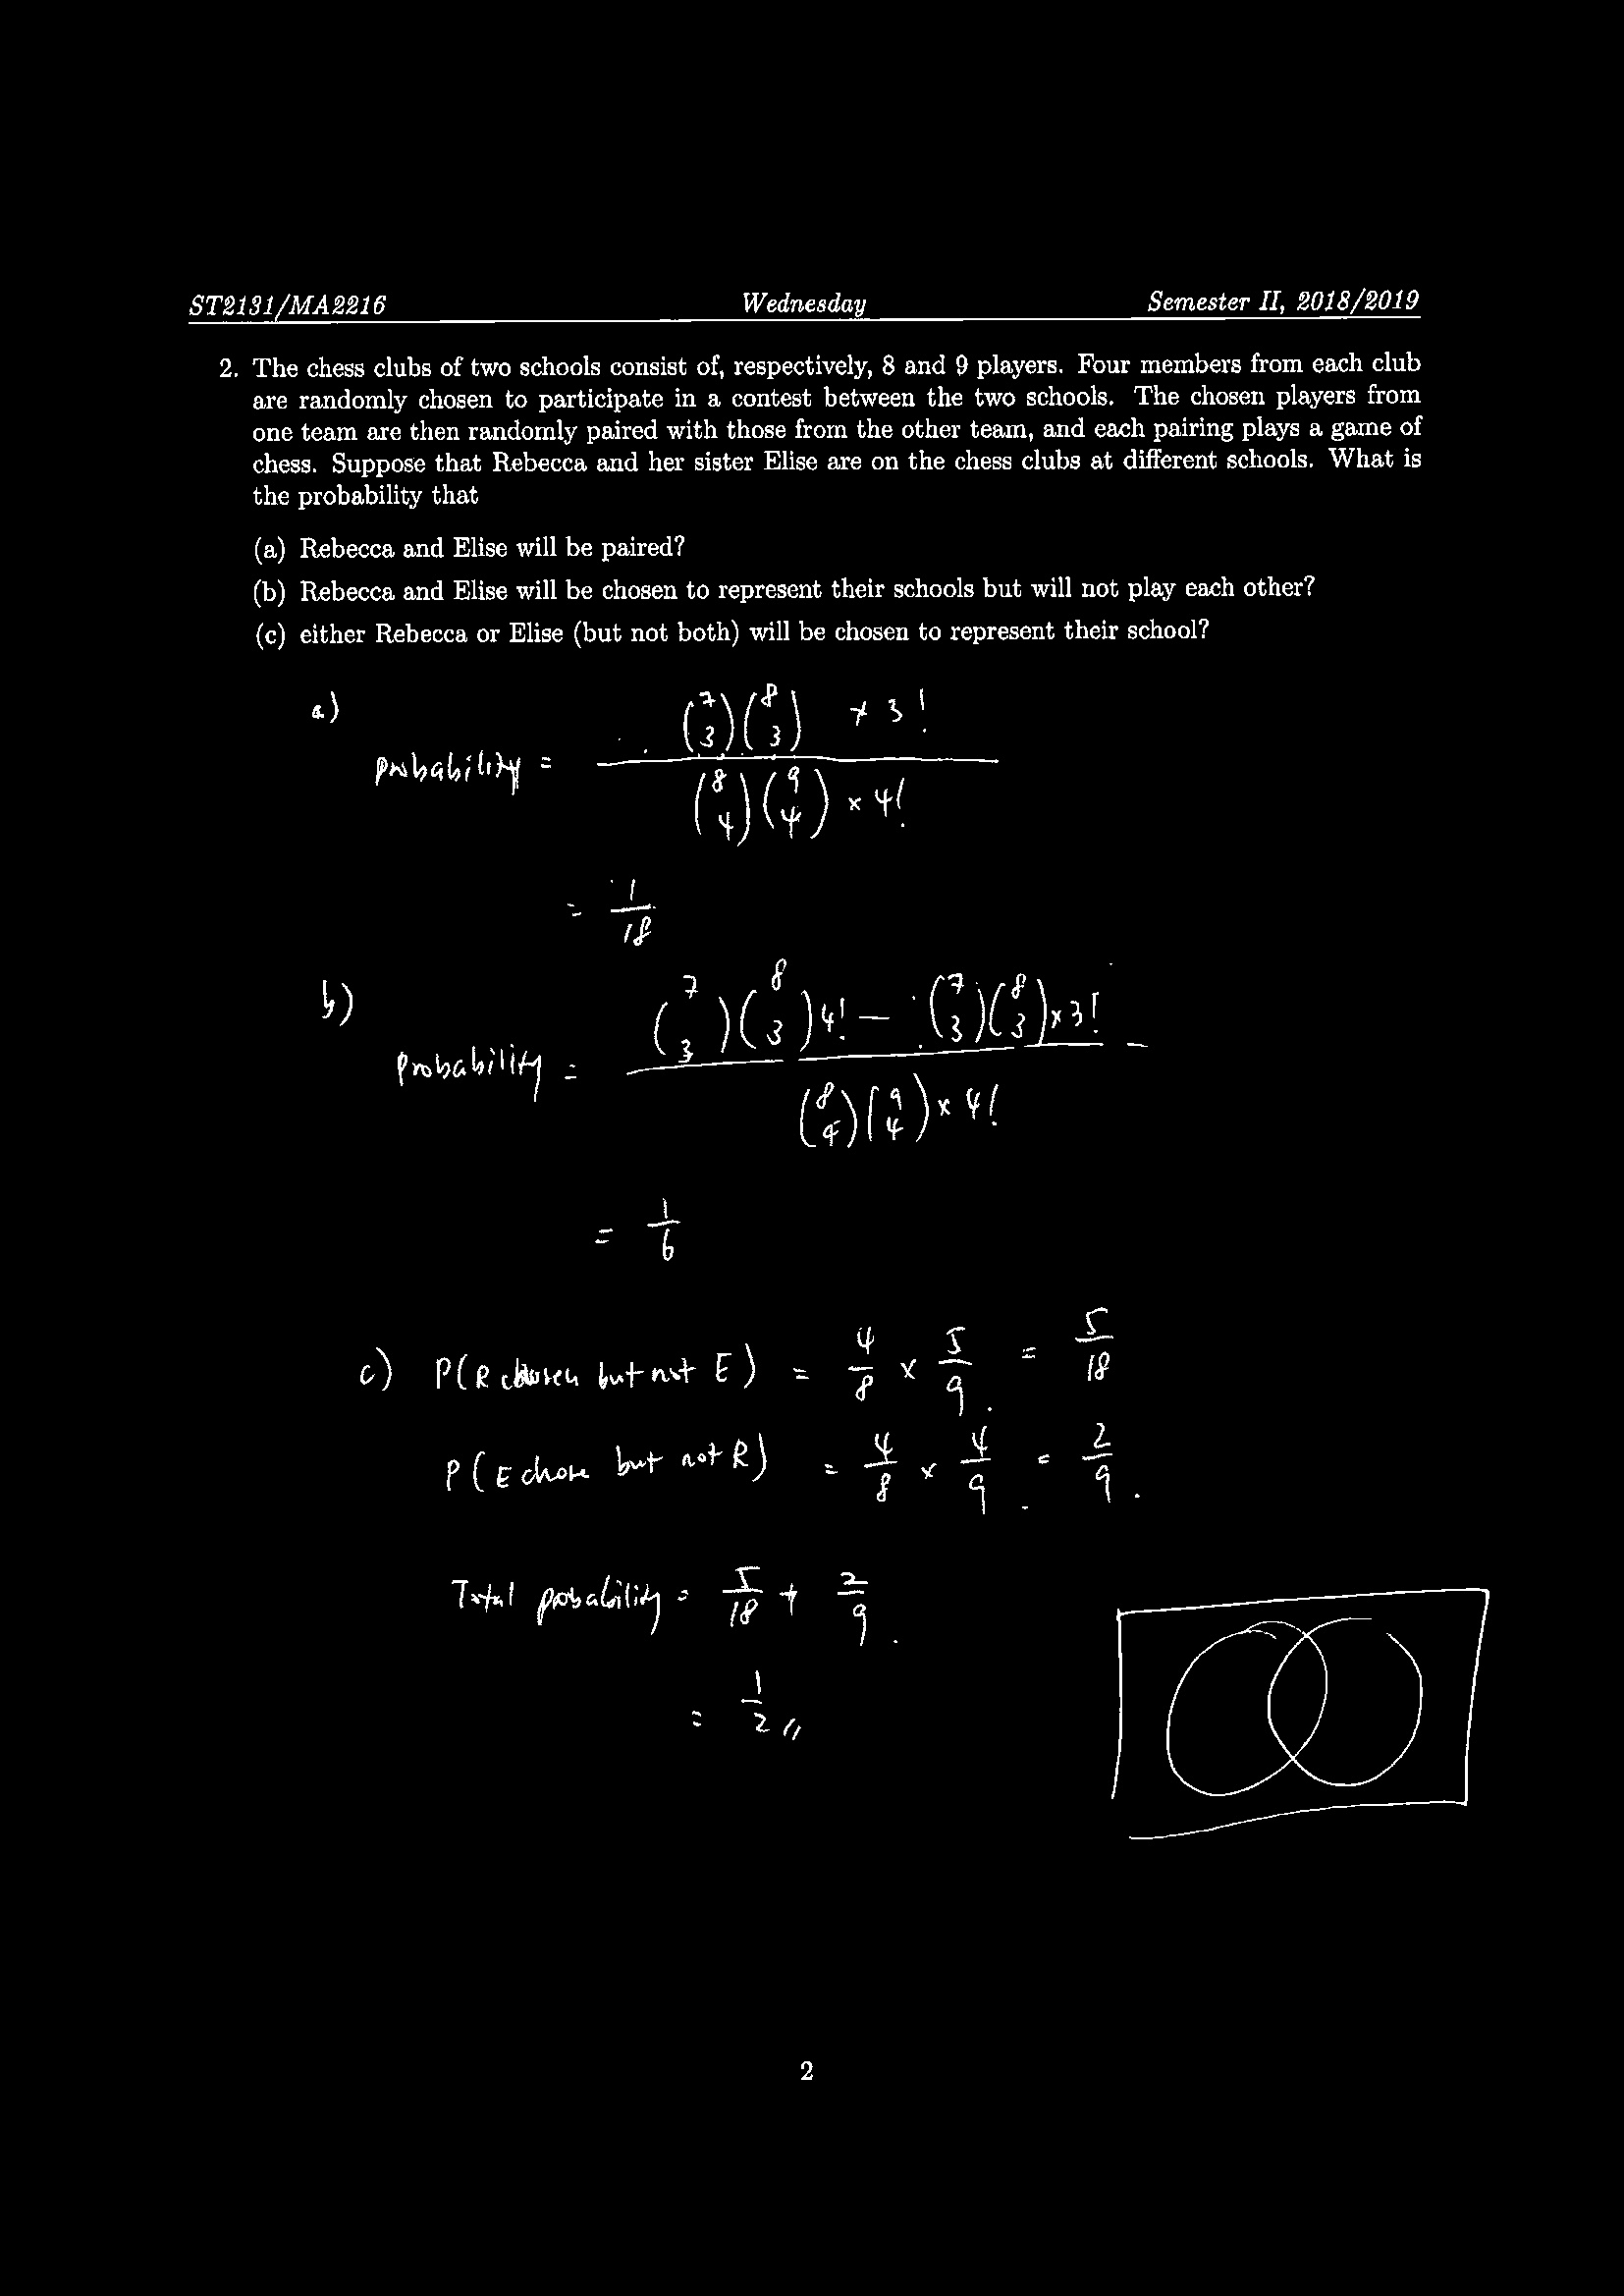 ST2131/MA2216 Wednesday Semester II, 2018/2019
2. The chess clubs of two schools consist of, respectively, 8 and 9 players. Four members from each club
are randomly chosen to participate in a contest between the two schools. The chosen players from
one team are then randomly paired with those from the other team, and each pairing plays a game of
chess. Suppose that Rebecca and her sister Elise are on the chess clubs at different schools. What is
the probability that
(a) Rebecca and Elise will be paired?
(b) Rebecca and Elise will be chosen to represent their schools but will not play each other?
(c) either Rebecca or Elise (but not both) will be chosen to represent their school?
a)
probability = \frac{\binom{7}{3}\binom{8}{3} × 3!}{\binom{8}{4}\binom{9}{4} × 4!}
= \frac{1}{18}
b)
probability = \frac{\binom{7}{3}\binom{8}{3}4! − \binom{7}{3}\binom{8}{3}×3!}{\binom{8}{4}\binom{9}{4}×4!}
= \frac{1}{6}
c) P(R chosen but not E) = \frac{4}{8} × \frac{5}{9} = \frac{5}{18}
P(E chose but not R) = \frac{4}{8} × \frac{4}{9} = \frac{2}{9}.
Total probability = \frac{5}{18} + \frac{2}{9}.
= \frac{1}{2} //
2